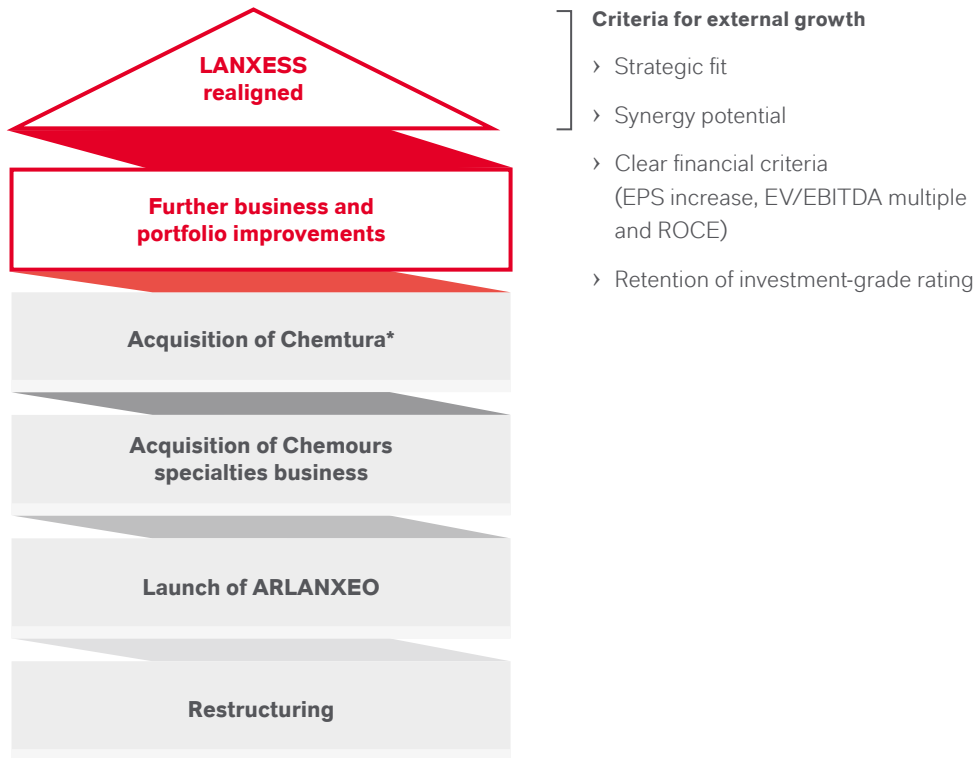 LANXESS
realigned
Further business and
portfolio improvements
Acquisition of Chemtura*
Acquisition of Chemours
specialties business
Launch of ARLANXEO
Restructuring
Criteria for external growth
› Strategic fit
› Synergy potential
› Clear financial criteria
(EPS increase, EV/EBITDA multiple
and ROCE)
› Retention of investment-grade rating